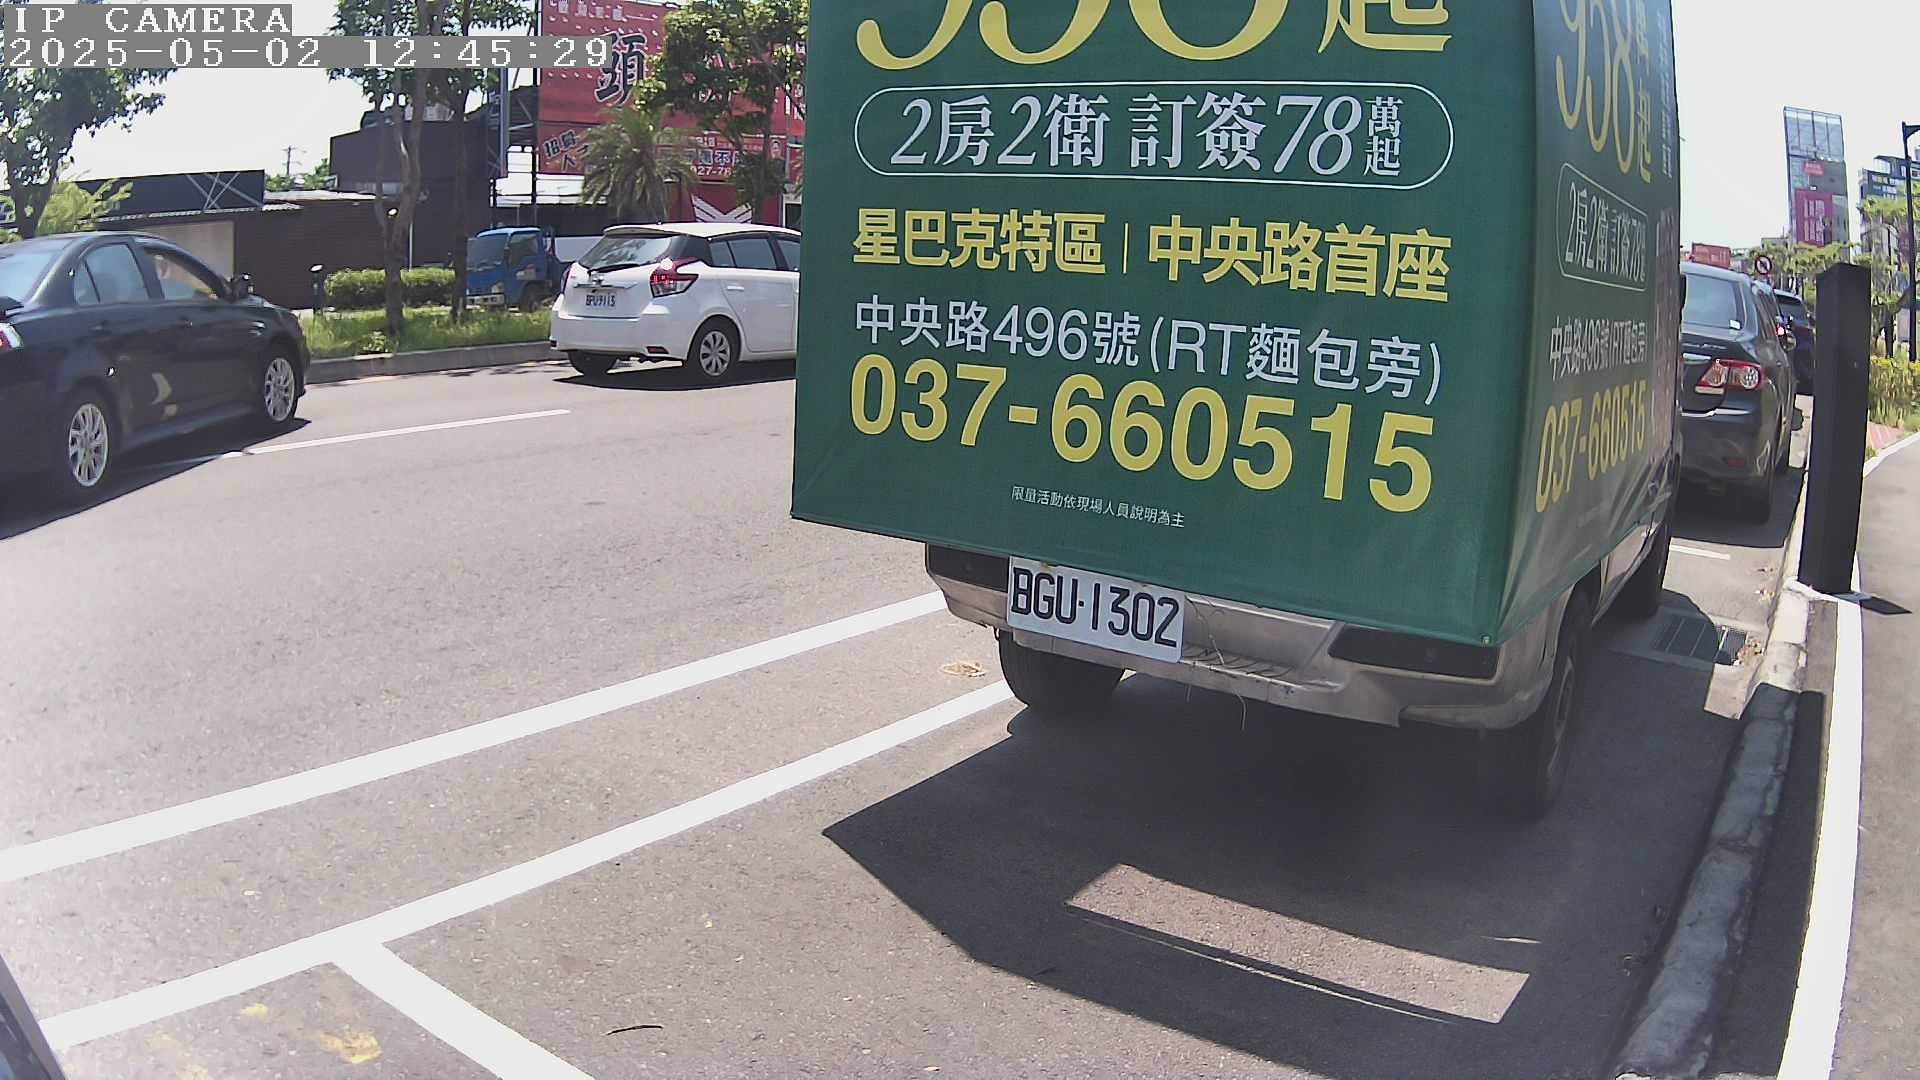 IP CAMERA
2025-05-02 12:45:29
頭
958 起
2房2衛 訂簽78萬起
星巴克特區|中央路首座
中央路496號(RT麵包旁)
037-660515
限量活動依現場人員說明為主
BGU·1302
958 起
2房2衛 訂簽78萬起
中央路496號(RT麵包旁)
037-660515